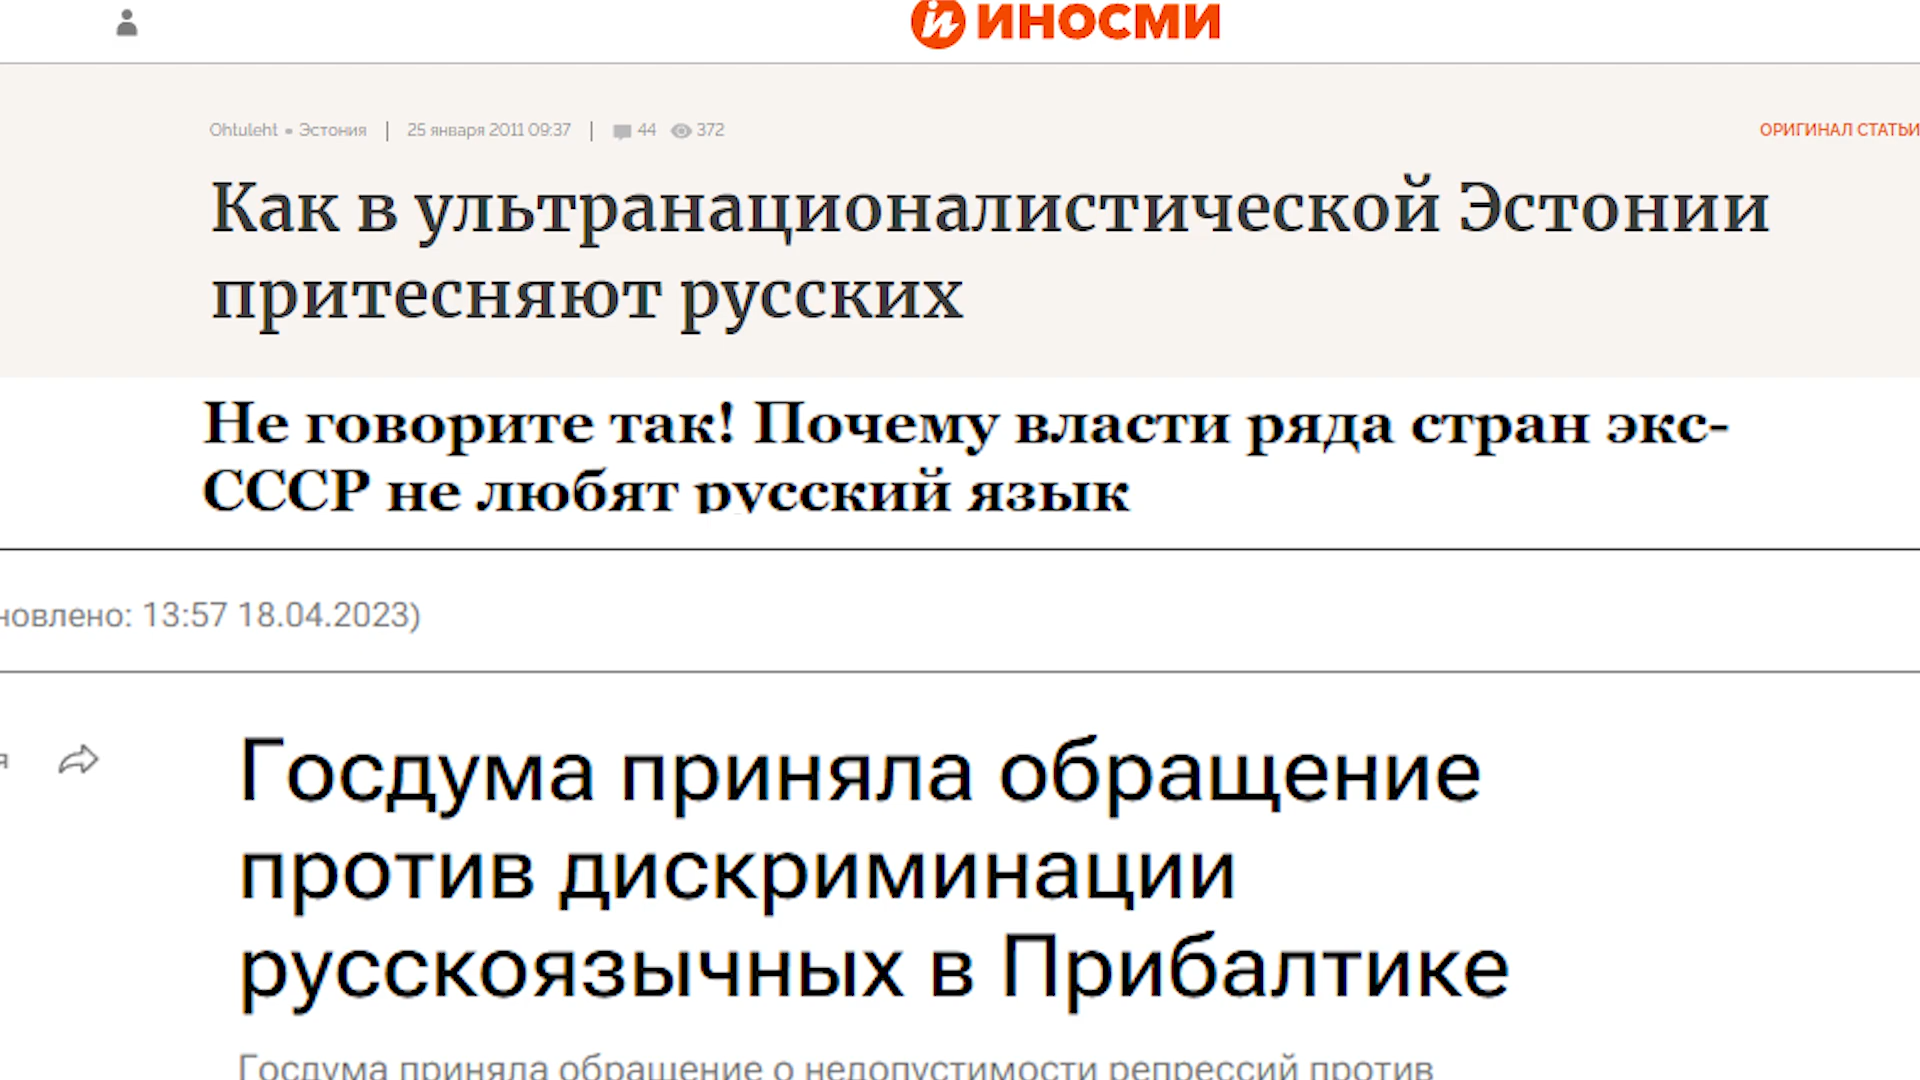 ИНОСМИ
Ohtuleht • Эстония | 25 января 2011 09:37 | 44 372
ОРИГИНАЛ СТАТЬИ
Как в ультранационалистической Эстонии
притесняют русских
Не говорите так! Почему власти ряда стран экс-
СССР не любят русский язык
новлено: 13:57 18.04.2023)
я
Госдума приняла обращение
против дискриминации
русскоязычных в Прибалтике
Госдума приняла обращение о недопустимости репрессий против